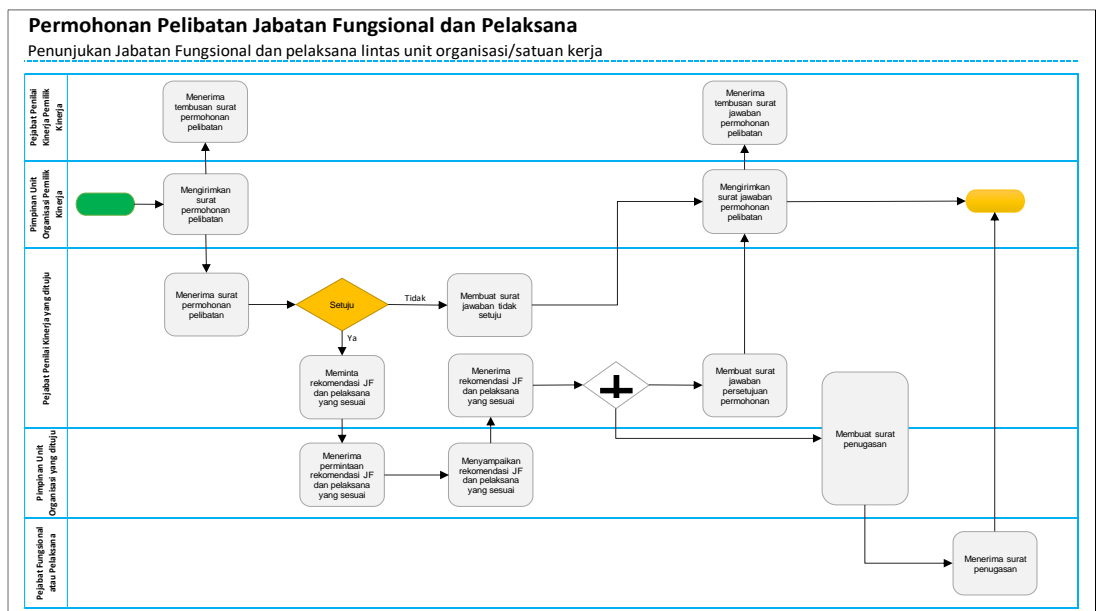 Permohonan Pelibatan Jabatan Fungsional dan Pelaksana
Penunjukan Jabatan Fungsional dan pelaksana lintas unit organisasi/satuan kerja
Pejabat Penilai
Kinerja Pemilik
Kinerja
Menerima
tembusan surat
permohonan
pelibatan
Menerima
tembusan surat
jawaban
permohonan
pelibatan
Pimpinan Unit
Organisasi Pemilik
Kinerja
Mengirimkan
surat
permohonan
pelibatan
Mengirimkan
surat jawaban
permohonan
pelibatan
Pejabat Penilai Kinerja yang dituju
Menerima surat
permohonan
pelibatan
Setuju
Tidak
Membuat surat
jawaban tidak
setuju
Ya
Meminta
rekomendasi JF
dan pelaksana
yang sesuai
Menerima
rekomendasi JF
dan pelaksana
yang sesuai
Membuat surat
jawaban
persetujuan
permohonan
Membuat surat
penugasan
Pimpinan Unit
Organisasi yang dituju
Menerima
permintaan
rekomendasi JF
dan pelaksana
yang sesuai
Menyampaikan
rekomendasi JF
dan pelaksana
yang sesuai
Pejabat Fungsional
atau Pelaksana
Menerima surat
penugasan